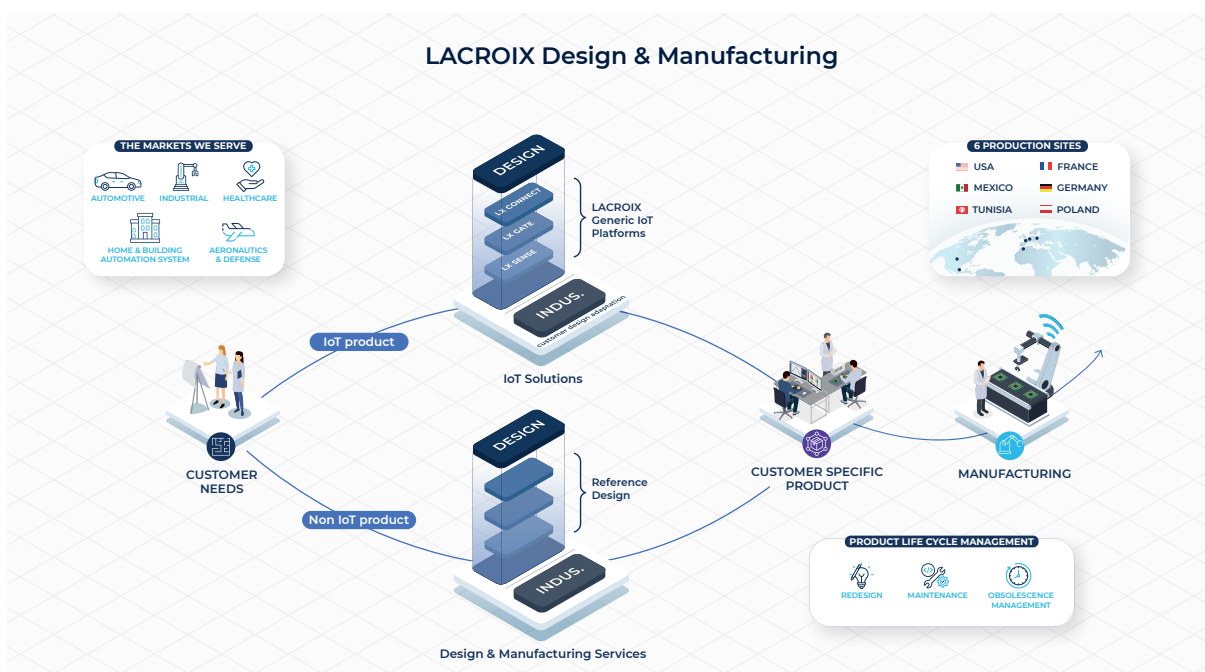 LACROIX Design & Manufacturing
THE MARKETS WE SERVE
AUTOMOTIVE
INDUSTRIAL
HEALTHCARE
HOME & BUILDING
AUTOMATION SYSTEM
AERONAUTICS
& DEFENSE
DESIGN
LX CONNECT
LX GATE
LX SENSE
LACROIX
Generic IoT
Platforms
INDUS.
customer design adaptation
IoT Solutions
6 PRODUCTION SITES
USA
FRANCE
MEXICO
GERMANY
TUNISIA
POLAND
IoT product
CUSTOMER
NEEDS
Non IoT product
DESIGN
Reference
Design
INDUS.
Design & Manufacturing Services
CUSTOMER SPECIFIC
PRODUCT
MANUFACTURING
PRODUCT LIFE CYCLE MANAGEMENT
REDESIGN
MAINTENANCE
OBSOLESCENCE
MANAGEMENT